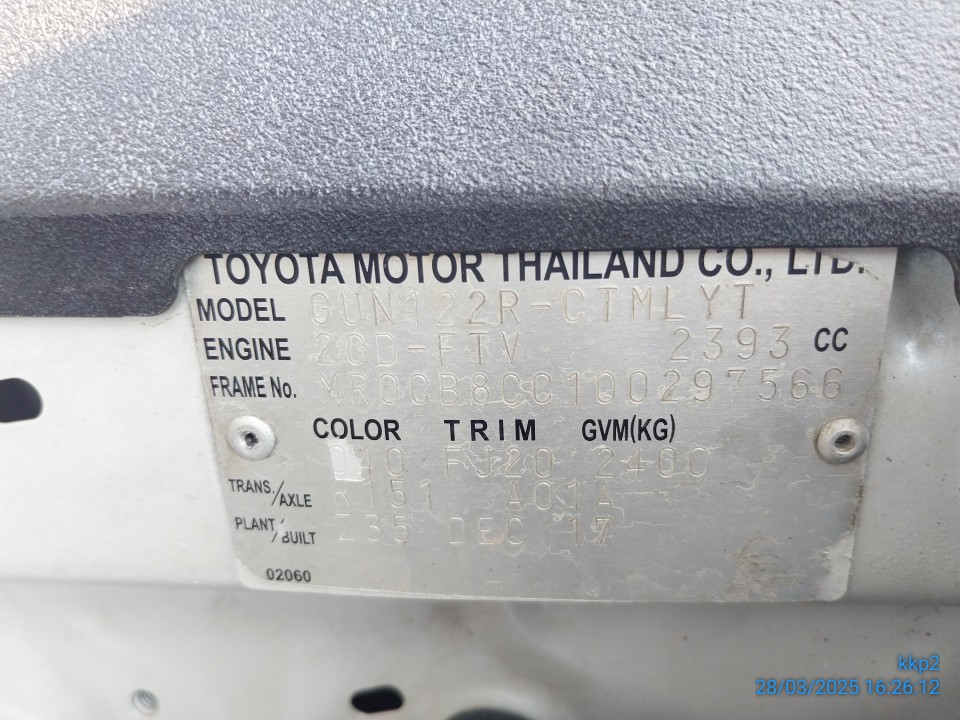 TOYOTA MOTOR THAILAND CO., LTD.
MODEL GUN122R-CTMLYT
ENGINE 2GD-FTV 2393 CC
FRAME No. MR0CB8CC100297566
COLOR TRIM GVM(KG)
040 FJ20 2400
TRANS./AXLE R151 A01A
PLANT/BUILT Z35 DEC 17
02060
kkp2
28/03/2025 16:26:12